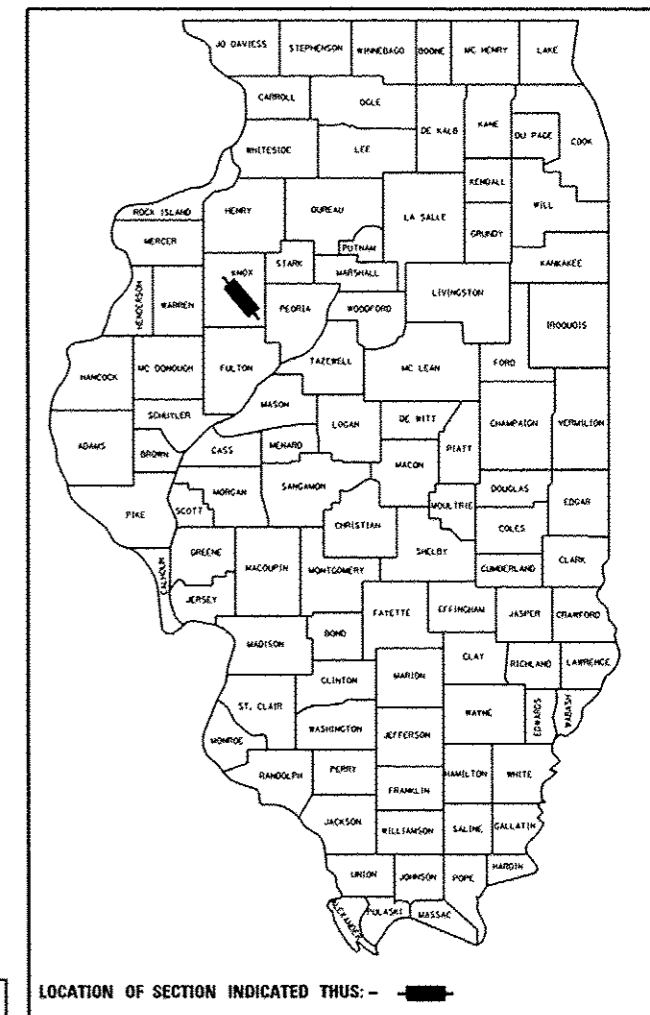 JO DAVIESS STEPHENSON WINNEBAGO BOONE MC HENRY LAKE
CARROLL OGLE DE KALB KANE DU PAGE COOK
WHITESIDE LEE KENDALL WILL
ROCK ISLAND HENRY OUREAU LA SALLE GRUNDY
MERCER PUTNAM KANKAKEE
KNOX STARK MARSHALL
HENDERSON WARREN PEORIA WOODFORD LIVINGSTON IROQUOIS
HANCOCK MC DONOUGH FULTON TAZEWELL MC LEAN FORD
SCHUYLER MASON LOGAN DE WITT CHAMPAIGN VERMILION
ADAMS BROWN CASS MENARD PIATT
MACON
PIKE SCOTT MORGAN SANGAMON MOULTRIE DOUGLAS EDGAR
CHRISTIAN COLES
CALHOUN GREENE MACOUPIN MONTGOMERY SHELBY CUMBERLAND CLARK
JERSEY FAYETTE EFFINGHAM JASPER CRAWFORD
MADISON BOND CLAY RICHLAND LAWRENCE
CLINTON MARION
ST. CLAIR WAYNE EDWARDS WABASH
MONROE WASHINGTON JEFFERSON
RANDOLPH PERRY HAMILTON WHITE
FRANKLIN
JACKSON WILLIAMSON SALINE GALLATIN
UNION JOHNSON POPE HARDIN
ALEXANDER PULASKI MASSAC
LOCATION OF SECTION INDICATED THUS: -